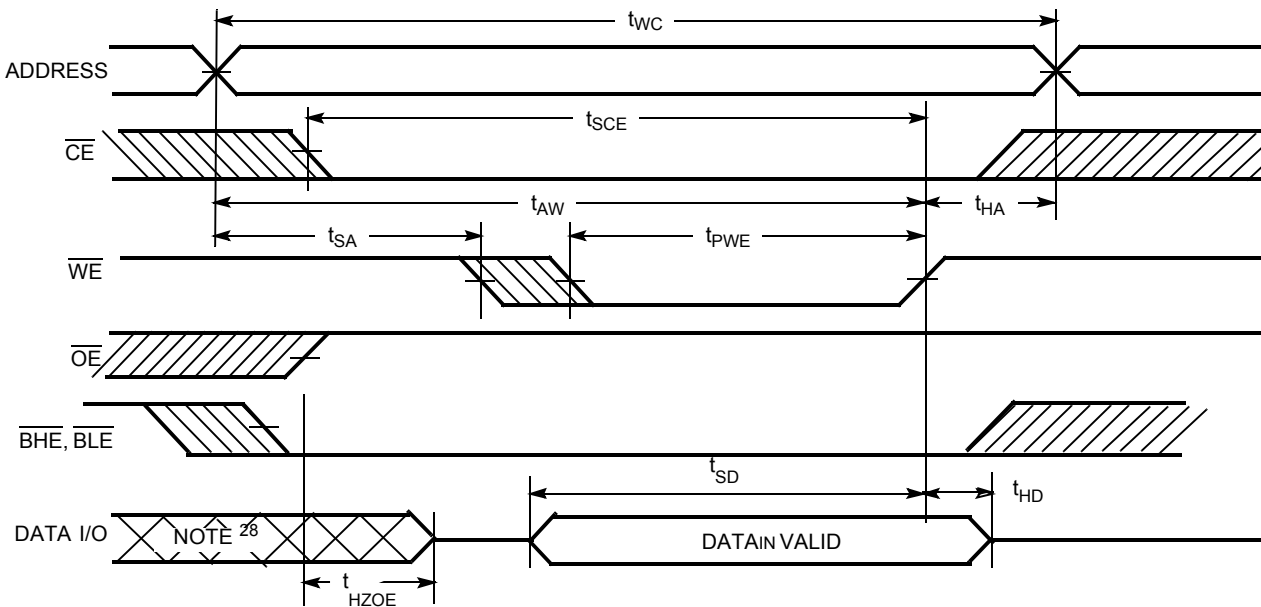 tWC
ADDRESS
tSCE
CE
tAW
tHA
tSA
tPWE
WE
OE
BHE, BLE
tSD
tHD
DATA I/O
NOTE 28
DATAIN VALID
tHZOE